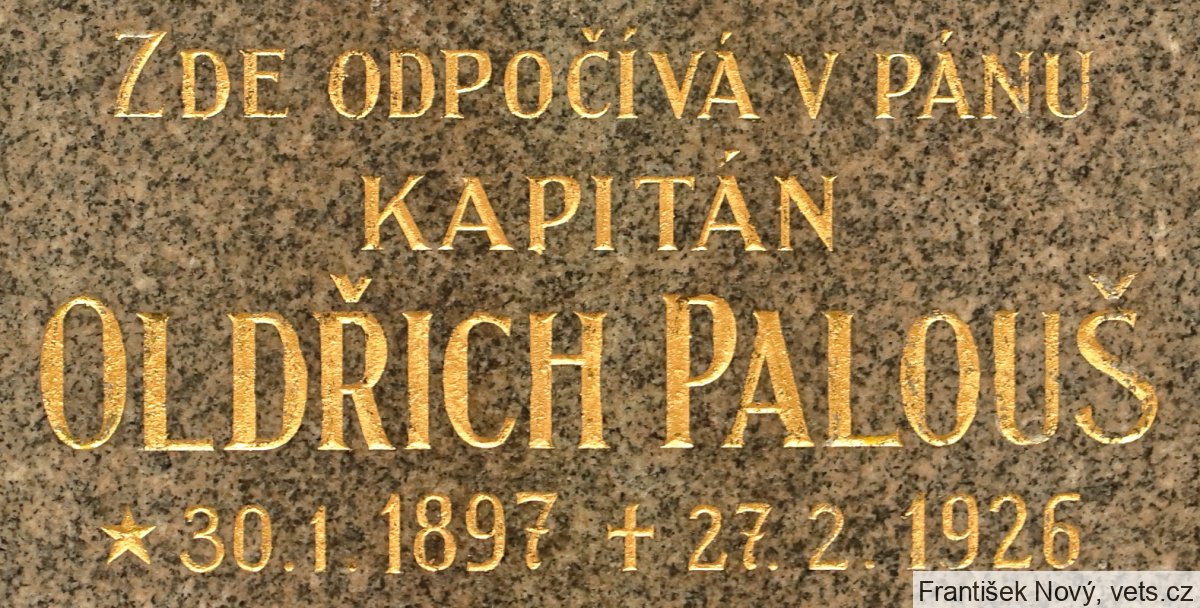 ZDE ODPOČÍVÁ V PÁNU
KAPITÁN
OLDŘICH PALOUŠ
★ 30.1.1897 ✝ 27.2.1926
František Nový, vets.cz